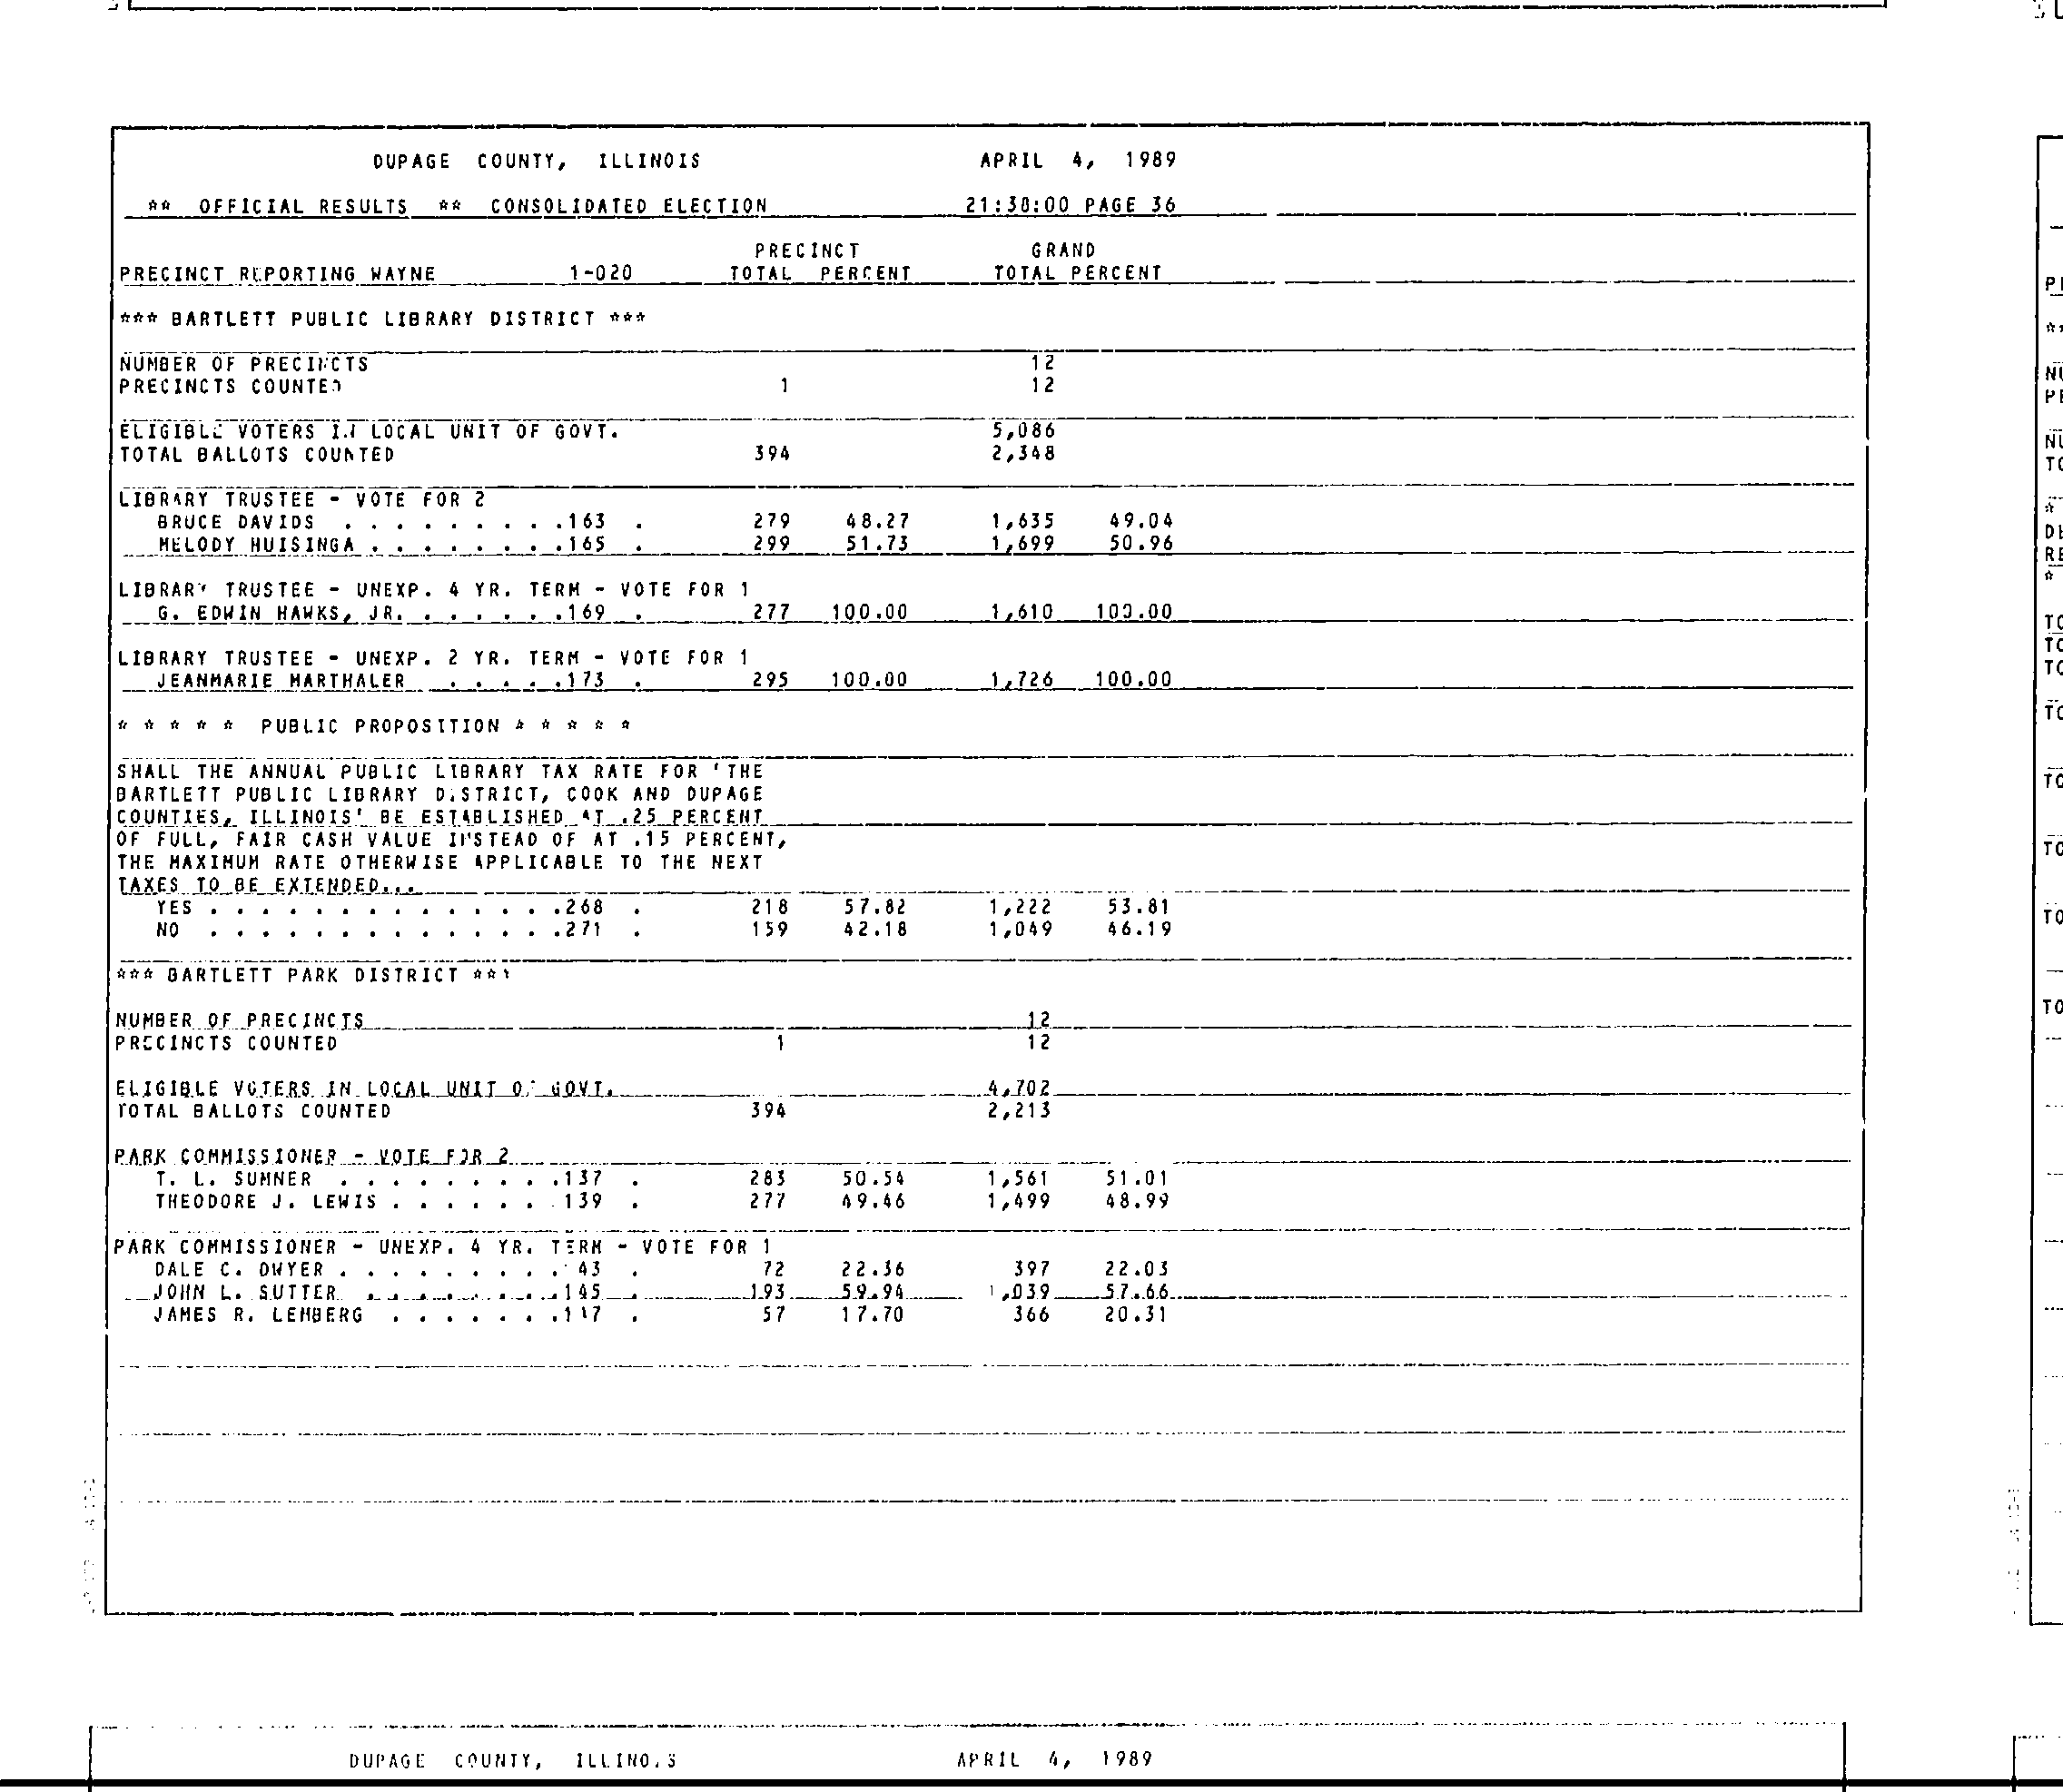 DUPAGE COUNTY, ILLINOIS APRIL 4, 1989
** OFFICIAL RESULTS ** CONSOLIDATED ELECTION 21:38:00 PAGE 36
PRECINCT GRAND
PRECINCT REPORTING WAYNE 1-020 TOTAL PERCENT TOTAL PERCENT
*** BARTLETT PUBLIC LIBRARY DISTRICT ***
NUMBER OF PRECINCTS 12
PRECINCTS COUNTED 1 12
ELIGIBLE VOTERS IN LOCAL UNIT OF GOVT. 5,086
TOTAL BALLOTS COUNTED 394 2,348
LIBRARY TRUSTEE - VOTE FOR 2
BRUCE DAVIDS . . . . . . . . .163 . 279 48.27 1,635 49.04
MELODY HUISINGA . . . . . . . .165 . 299 51.73 1,699 50.96
LIBRARY TRUSTEE - UNEXP. 4 YR. TERM - VOTE FOR 1
G. EDWIN HAWKS, JR. . . . . . .169 . 277 100.00 1,610 100.00
LIBRARY TRUSTEE - UNEXP. 2 YR. TERM - VOTE FOR 1
JEANMARIE MARTHALER . . . . .173 . 295 100.00 1,726 100.00
* * * * * PUBLIC PROPOSITION * * * * *
SHALL THE ANNUAL PUBLIC LIBRARY TAX RATE FOR 'THE
BARTLETT PUBLIC LIBRARY DISTRICT, COOK AND DUPAGE
COUNTIES, ILLINOIS' BE ESTABLISHED AT .25 PERCENT
OF FULL, FAIR CASH VALUE INSTEAD OF AT .15 PERCENT,
THE MAXIMUM RATE OTHERWISE APPLICABLE TO THE NEXT
TAXES TO BE EXTENDED...
YES . . . . . . . . . . . . . .268 . 218 57.82 1,222 53.81
NO . . . . . . . . . . . . . .271 . 159 42.18 1,049 46.19
*** BARTLETT PARK DISTRICT ***
NUMBER OF PRECINCTS 12
PRECINCTS COUNTED 1 12
ELIGIBLE VOTERS IN LOCAL UNIT OF GOVT. 4,702
TOTAL BALLOTS COUNTED 394 2,213
PARK COMMISSIONER - VOTE FOR 2
T. L. SUMNER . . . . . . . . .137 . 283 50.54 1,561 51.01
THEODORE J. LEWIS . . . . . . .139 . 277 49.46 1,499 48.99
PARK COMMISSIONER - UNEXP. 4 YR. TERM - VOTE FOR 1
DALE C. DWYER . . . . . . . . . 43 . 72 22.36 397 22.03
JOHN L. SUTTER . . . . . . . .145 . 193 59.94 1,039 57.66
JAMES R. LEMBERG . . . . . . .147 . 57 17.70 366 20.31
DUPAGE COUNTY, ILLINOIS APRIL 4, 1989